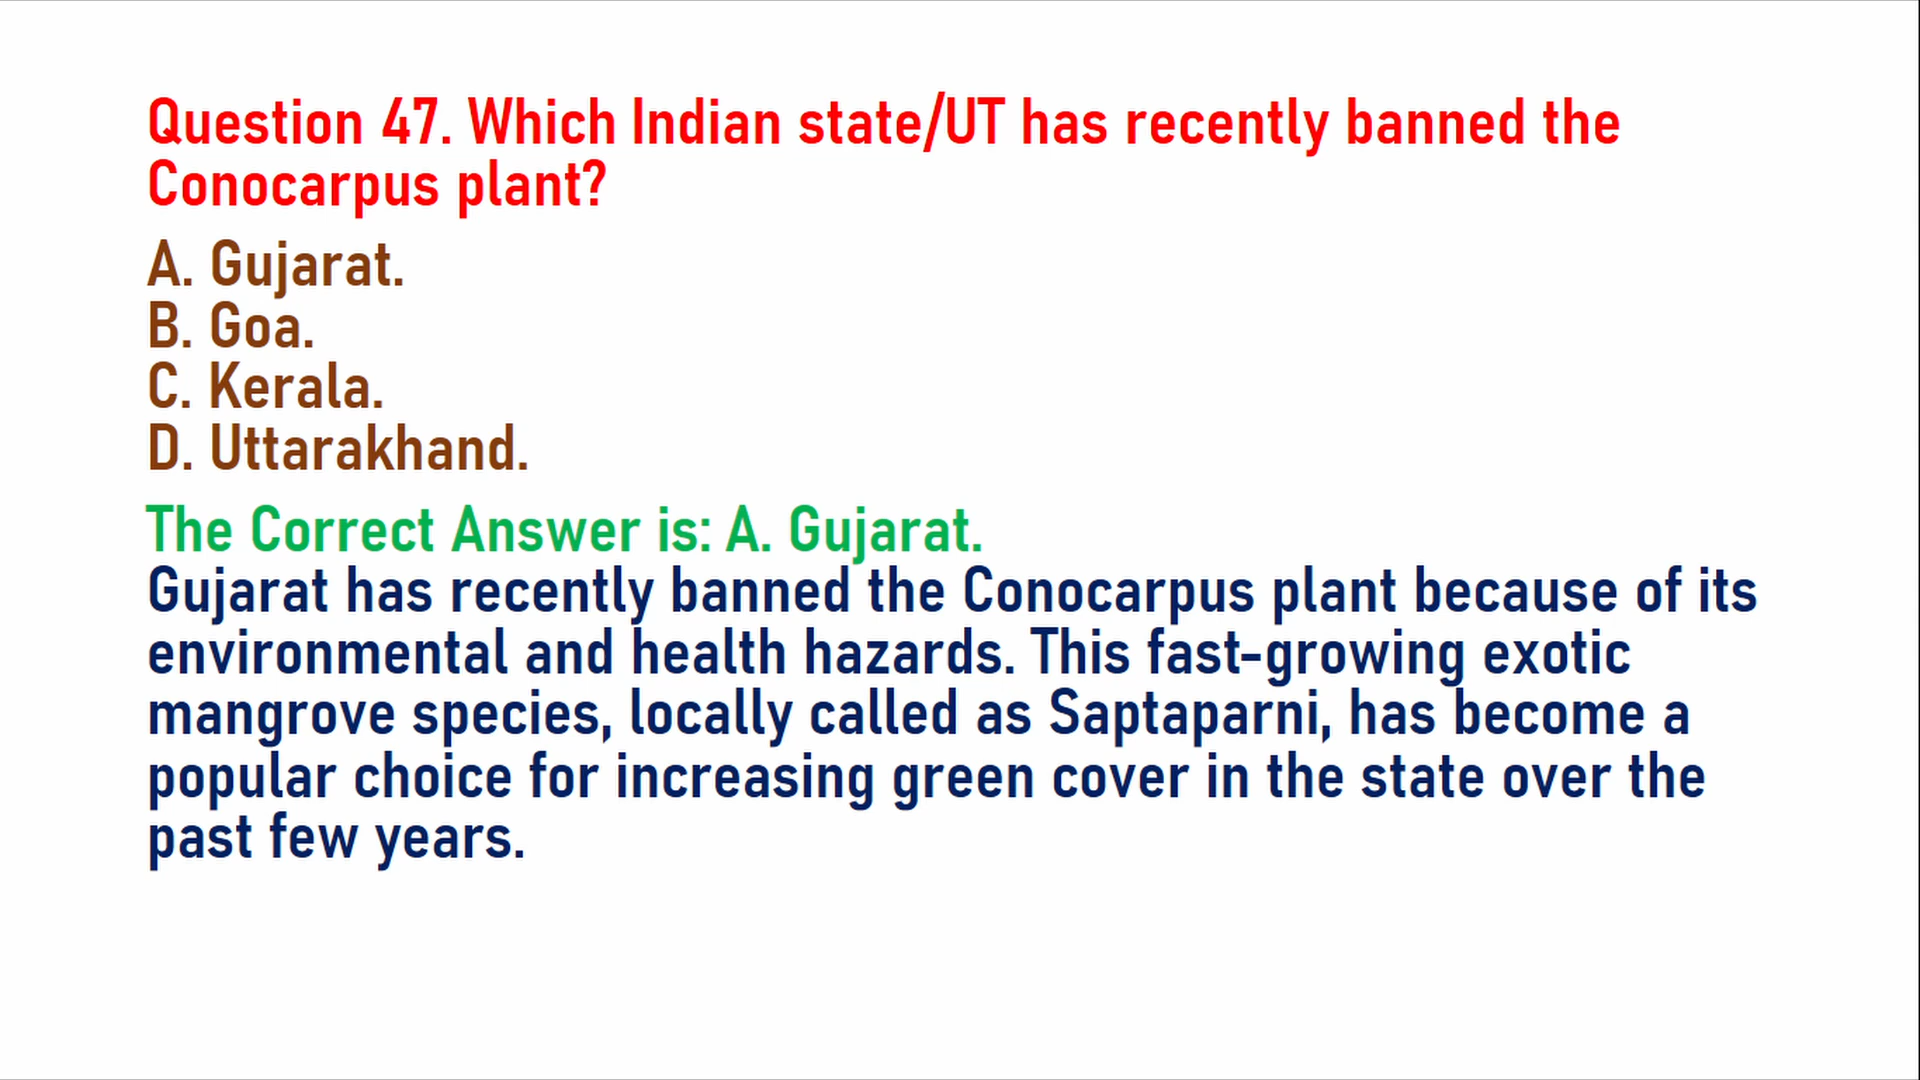 Question 47. Which Indian state/UT has recently banned the
Conocarpus plant?
A. Gujarat.
B. Goa.
C. Kerala.
D. Uttarakhand.
The Correct Answer is: A. Gujarat.
Gujarat has recently banned the Conocarpus plant because of its
environmental and health hazards. This fast-growing exotic
mangrove species, locally called as Saptaparni, has become a
popular choice for increasing green cover in the state over the
past few years.